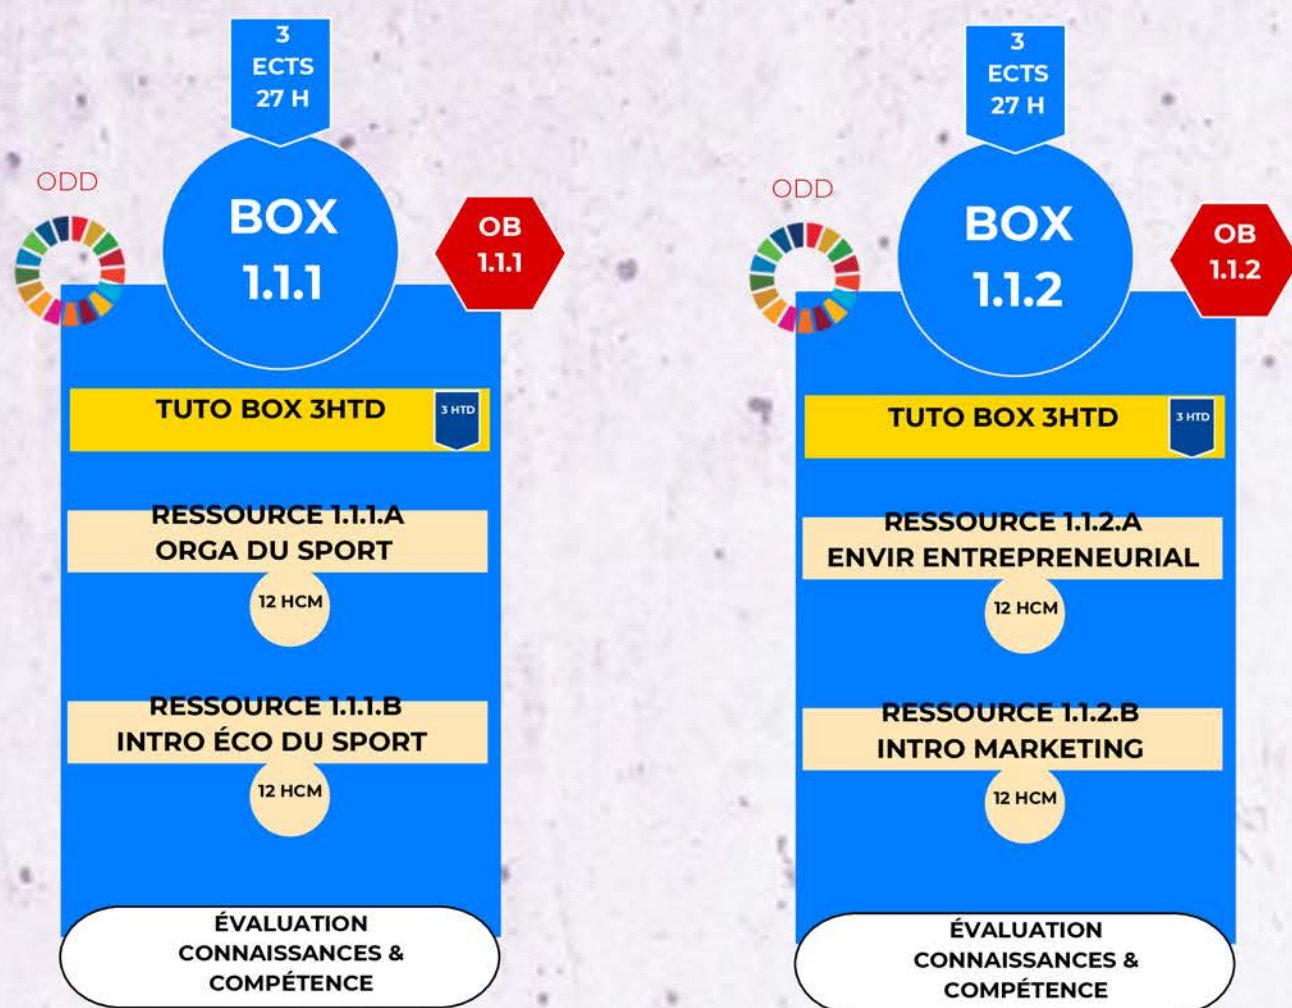 3
ECTS
27 H
ODD
BOX
1.1.1
OB
1.1.1
TUTO BOX 3HTD
3 HTD
RESSOURCE 1.1.1.A
ORGA DU SPORT
12 HCM
RESSOURCE 1.1.1.B
INTRO ÉCO DU SPORT
12 HCM
ÉVALUATION
CONNAISSANCES &
COMPÉTENCE
3
ECTS
27 H
ODD
BOX
1.1.2
OB
1.1.2
TUTO BOX 3HTD
3 HTD
RESSOURCE 1.1.2.A
ENVIR ENTREPRENEURIAL
12 HCM
RESSOURCE 1.1.2.B
INTRO MARKETING
12 HCM
ÉVALUATION
CONNAISSANCES &
COMPÉTENCE